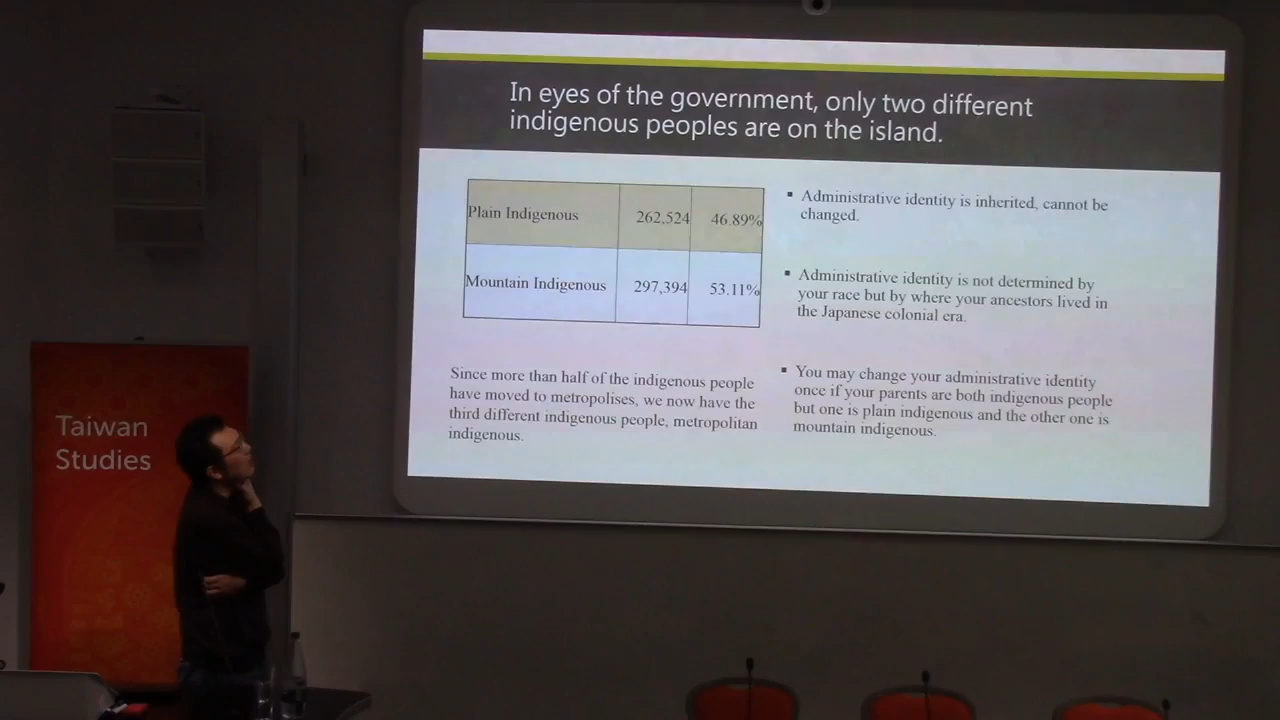 In eyes of the government, only two different
indigenous peoples are on the island.
Plain Indigenous 262,524 46.89%
Mountain Indigenous 297,394 53.11%
Since more than half of the indigenous people
have moved to metropolises, we now have the
third different indigenous people, metropolitan
indigenous.
▪ Administrative identity is inherited, cannot be
changed.
▪ Administrative identity is not determined by
your race but by where your ancestors lived in
the Japanese colonial era.
▪ You may change your administrative identity
once if your parents are both indigenous people
but one is plain indigenous and the other one is
mountain indigenous.
Taiwan
Studies